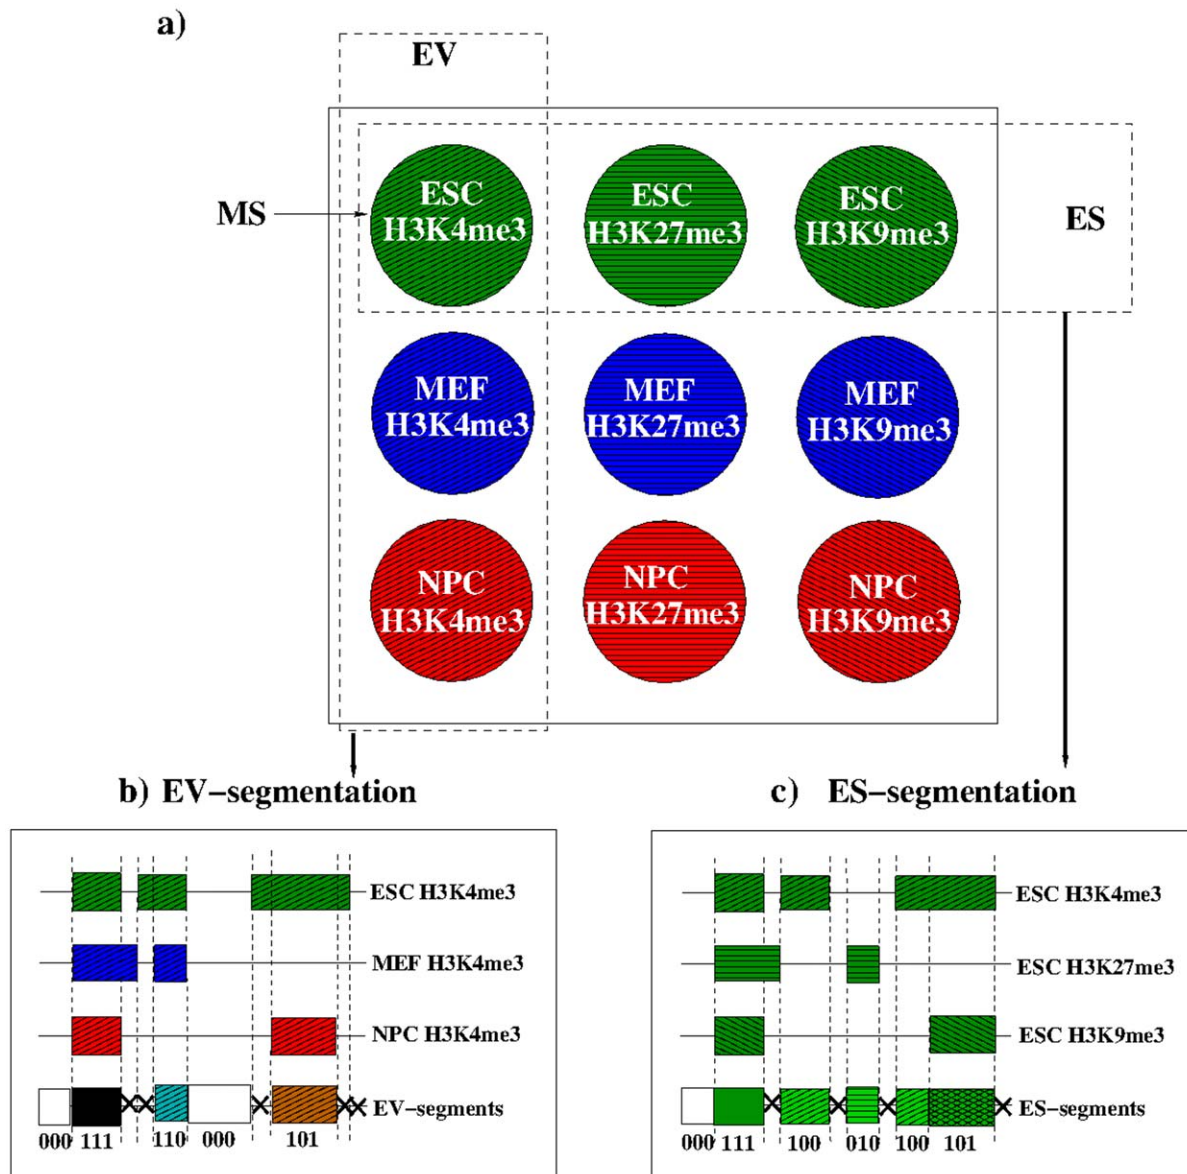 a)
EV
ESC
H3K4me3
ESC
H3K27me3
ESC
H3K9me3
MS
ES
MEF
H3K4me3
MEF
H3K27me3
MEF
H3K9me3
NPC
H3K4me3
NPC
H3K27me3
NPC
H3K9me3
b) EV-segmentation
ESC H3K4me3
MEF H3K4me3
NPC H3K4me3
EV-segments
000 111 110 000 101
c) ES-segmentation
ESC H3K4me3
ESC H3K27me3
ESC H3K9me3
ES-segments
000 111 100 010 100 101